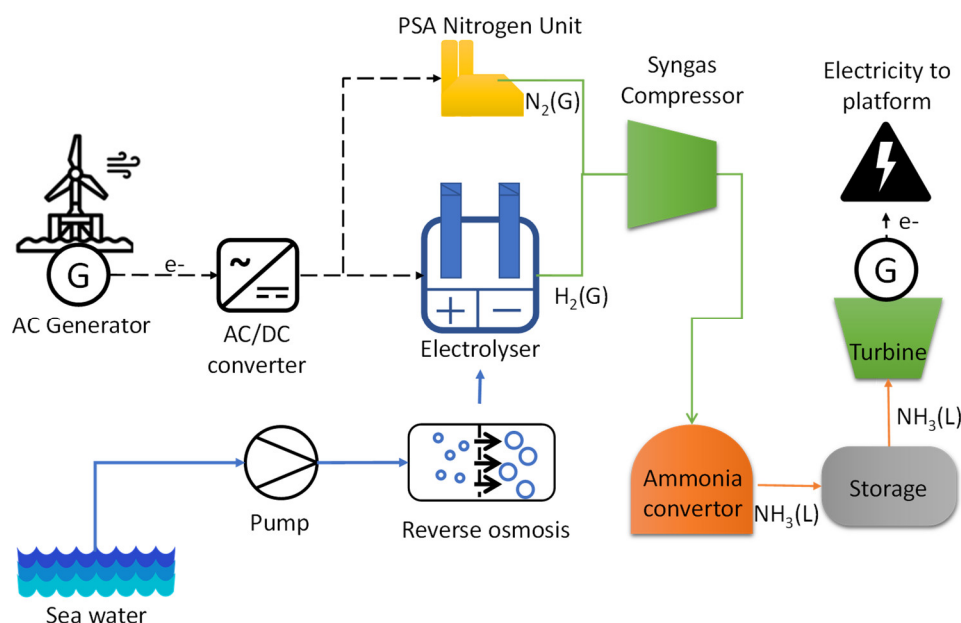 PSA Nitrogen Unit
N₂(G)
Syngas
Compressor
Electricity to
platform
e-
G
AC Generator
e-
AC/DC
converter
Electrolyser
H₂(G)
G
Turbine
NH₃(L)
Ammonia
convertor
NH₃(L)
Storage
Pump
Reverse osmosis
Sea water